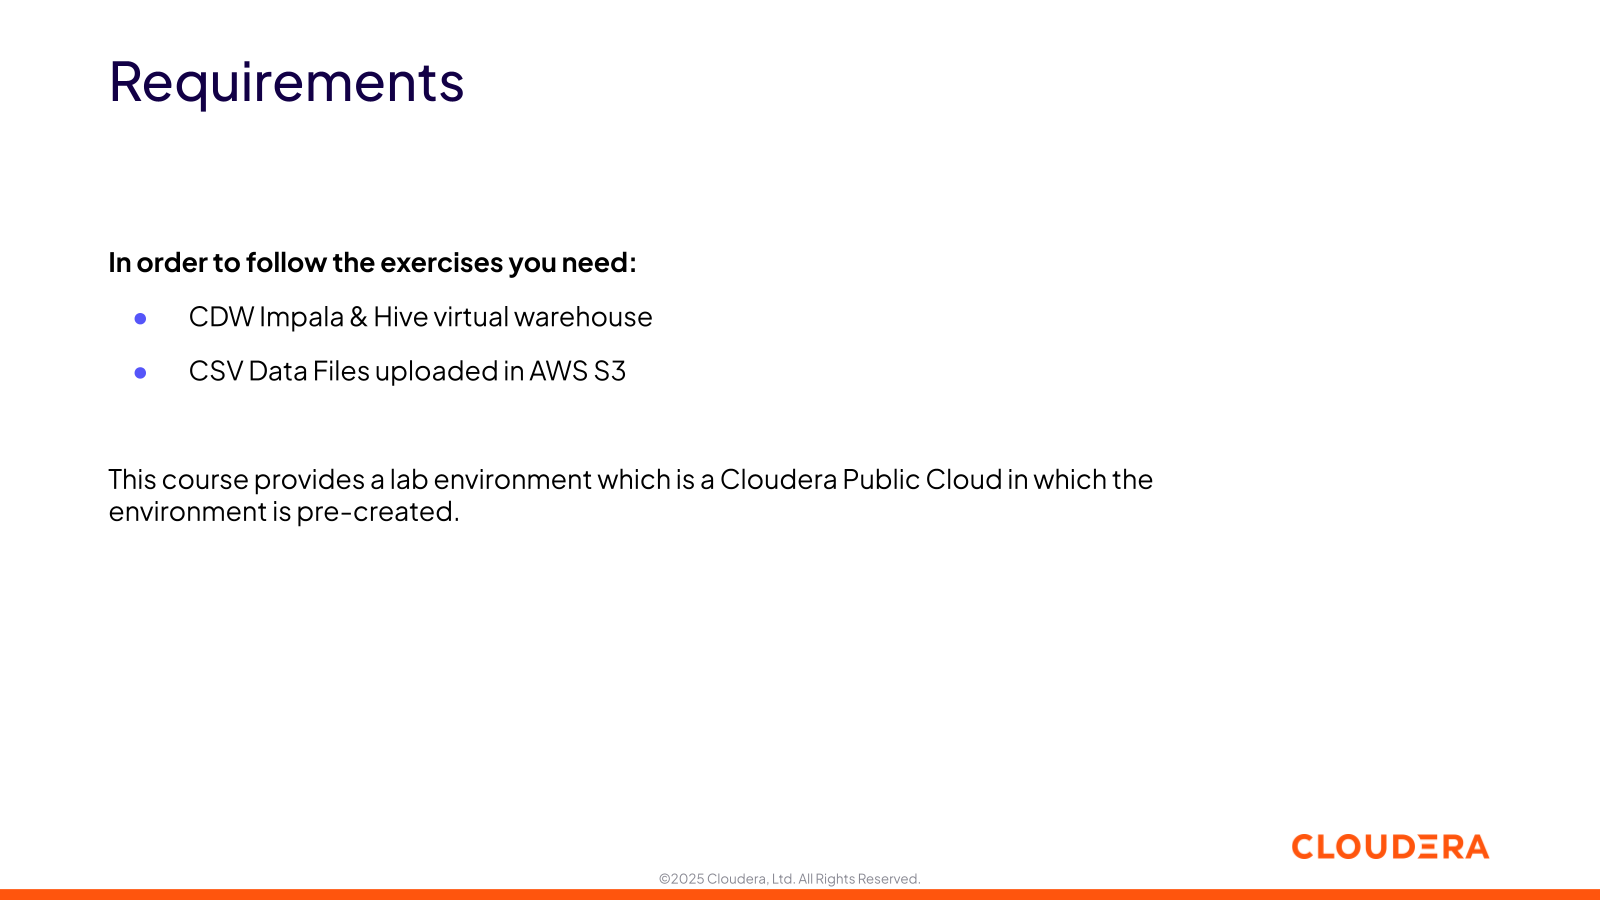 Requirements
In order to follow the exercises you need:
● CDW Impala & Hive virtual warehouse
● CSV Data Files uploaded in AWS S3
This course provides a lab environment which is a Cloudera Public Cloud in which the
environment is pre-created.
CLOUDERA
©2025 Cloudera, Ltd. All Rights Reserved.